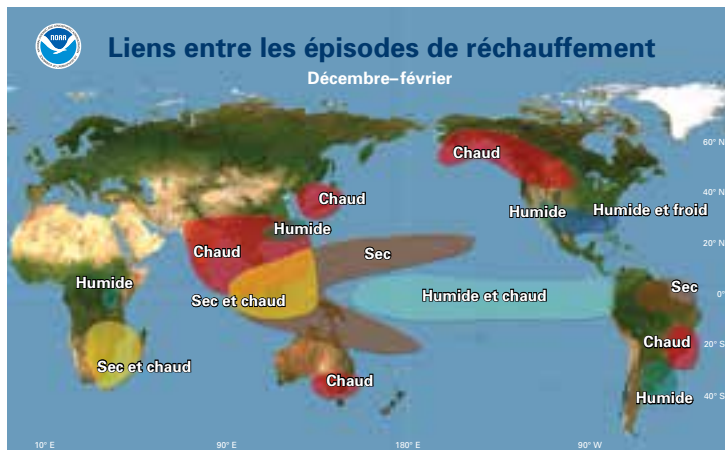 NOAA
Liens entre les épisodes de réchauffement
Décembre–février
60° N
Chaud
40° N
Chaud
Humide
Humide et froid
Humide
20° N
Chaud
Sec
Humide
Sec et chaud
Humide et chaud
Sec
0°
Chaud
20° S
Sec et chaud
Chaud
Humide
40° S
10° E
90° E
180° E
90° W